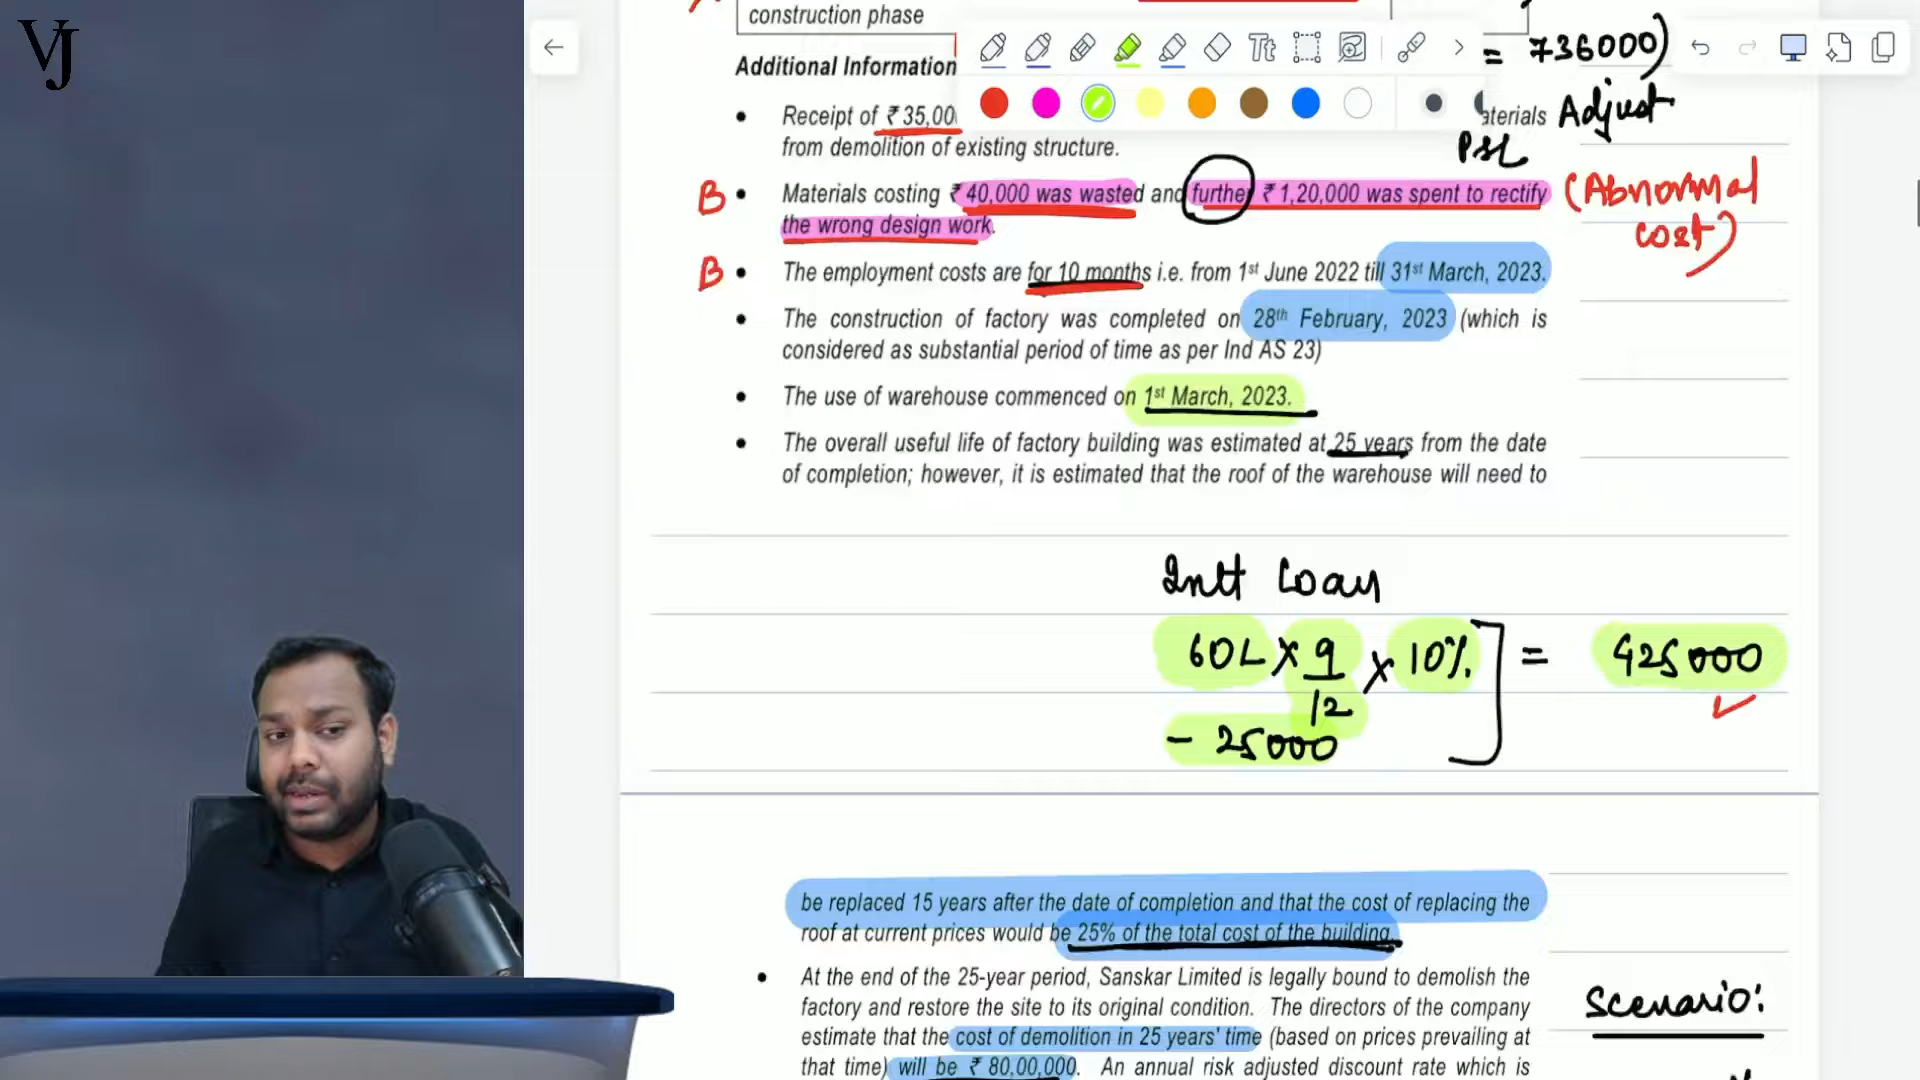 VJ
construction phase
= 736000)
Additional Information
Receipt of ₹ 35,00
aterials
Adjust
from demolition of existing structure.
P&L
B • Materials costing ₹ 40,000 was wasted and further ₹ 1,20,000 was spent to rectify
(Abnormal
the wrong design work.
cost)
B • The employment costs are for 10 months i.e. from 1st June 2022 till 31st March, 2023.
• The construction of factory was completed on 28th February, 2023 (which is
considered as substantial period of time as per Ind AS 23)
• The use of warehouse commenced on 1st March, 2023.
• The overall useful life of factory building was estimated at 25 years from the date
of completion; however, it is estimated that the roof of the warehouse will need to
Intt Loan
60L × 9/12 × 10% ] = 425000
- 25000
be replaced 15 years after the date of completion and that the cost of replacing the
roof at current prices would be 25% of the total cost of the building.
• At the end of the 25-year period, Sanskar Limited is legally bound to demolish the
factory and restore the site to its original condition. The directors of the company
Scenario:
estimate that the cost of demolition in 25 years' time (based on prices prevailing at
that time) will be ₹ 80,00,000. An annual risk adjusted discount rate which is